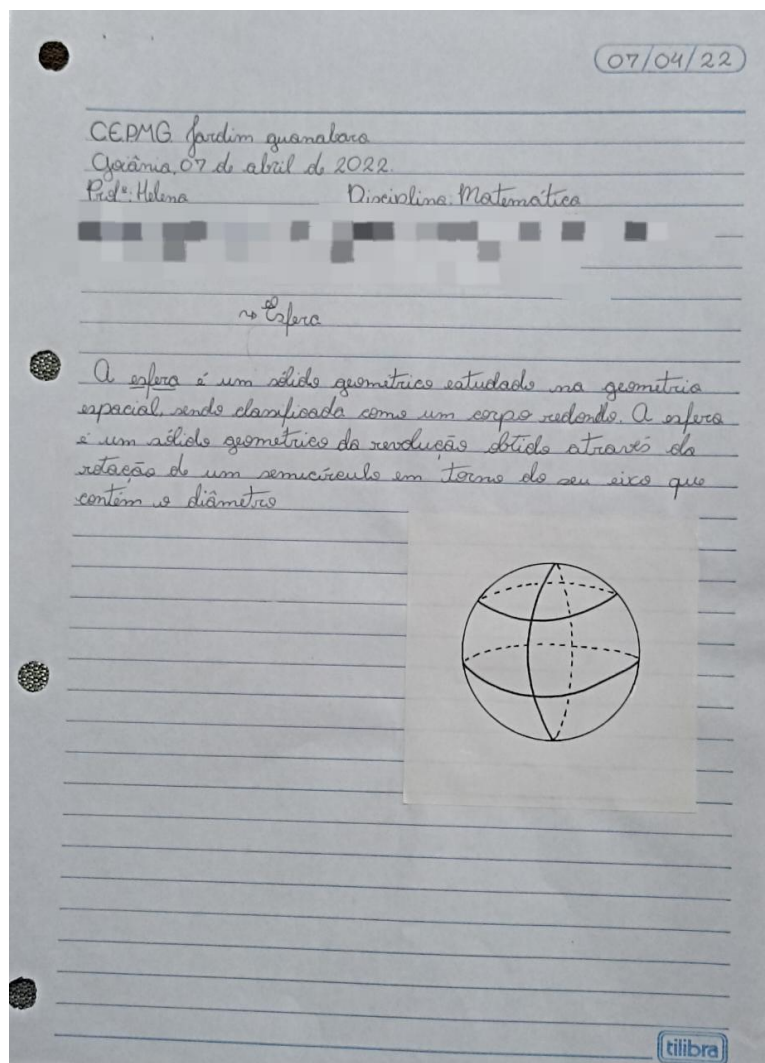 07/04/22
CEPMG Jardim guanabara
Goiânia, 07 de abril de 2022.
Profª: Helena Disciplina: Matemática
→ Esfera
A esfera é um sólido geométrico estudado na geometria
espacial, sendo classificada como um corpo redondo. A esfera
é um sólido geométrico da revolução obtido através da
rotação de um semicírculo em torno do seu eixo que
contém o diâmetro
tilibra